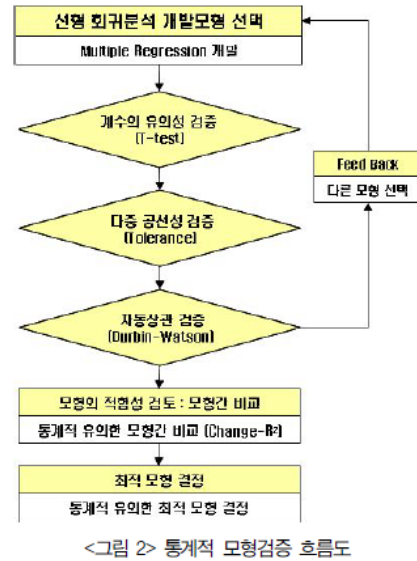 선형 회귀분석 개발모형 선택
Multiple Regression 개발
계수의 유의성 검증
(T-test)
Feed Back
다른 모형 선택
다중 공선성 검증
(Tolerance)
자동상관 검증
(Durbin-Watson)
모형의 적합성 검토 : 모형간 비교
통계적 유의한 모형간 비교 (Change-R²)
최적 모형 결정
통계적 유의한 최적 모형 결정
<그림 2> 통계적 모형검증 흐름도